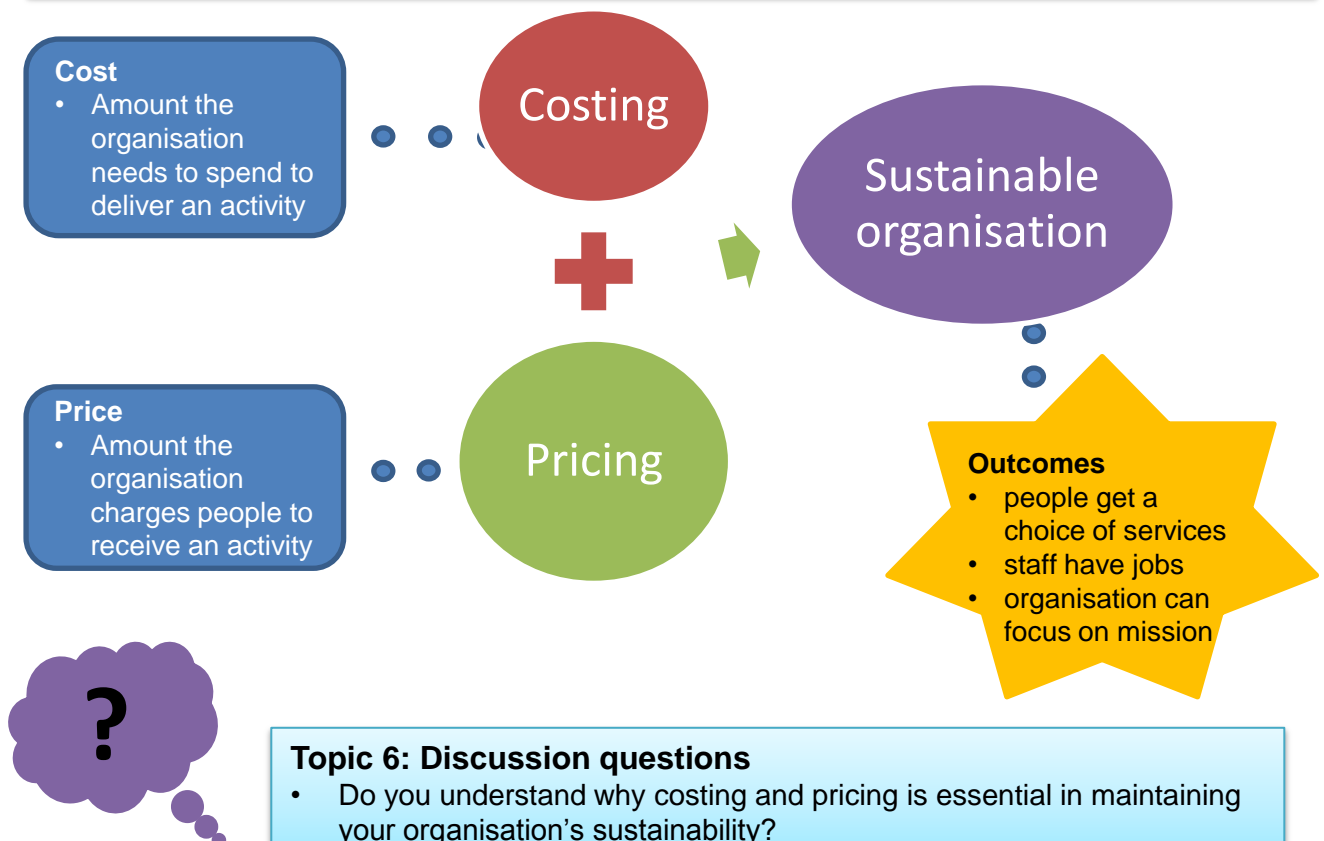 Cost
• Amount the
organisation
needs to spend to
deliver an activity
Costing
Sustainable
organisation
Price
• Amount the
organisation
charges people to
receive an activity
Pricing
Outcomes
• people get a
choice of services
• staff have jobs
• organisation can
focus on mission
?
Topic 6: Discussion questions
• Do you understand why costing and pricing is essential in maintaining
your organisation's sustainability?